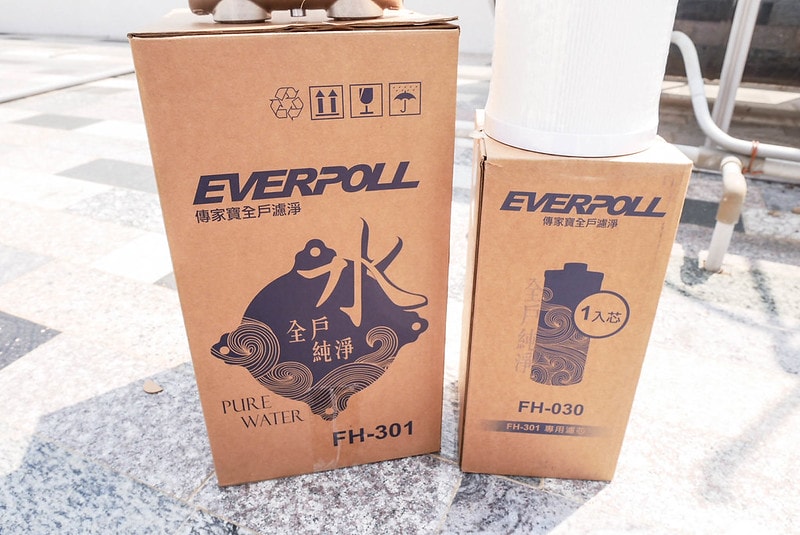 EVERPOLL
傳家寶全戶濾淨
水
全戶
純淨
PURE
WATER
FH-301
EVERPOLL
傳家寶全戶濾淨
全戶純淨
1入芯
FH-030
FH-301 專用濾芯